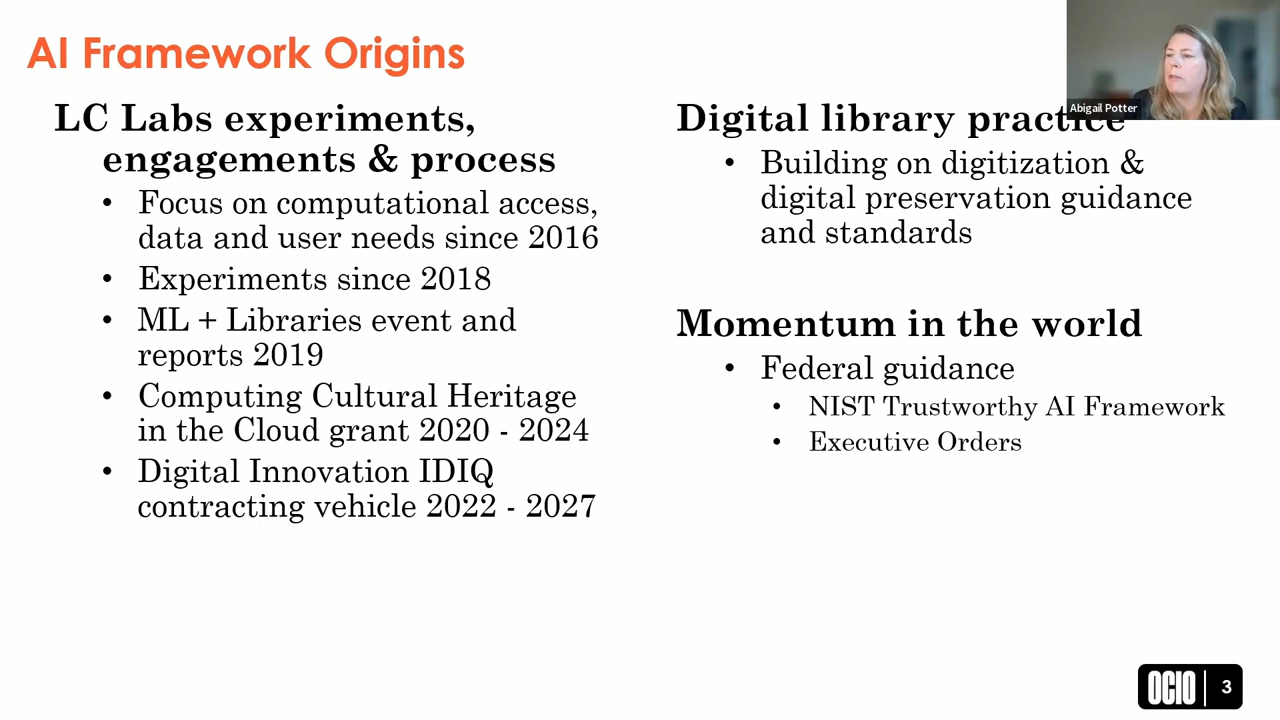 AI Framework Origins
LC Labs experiments,
engagements & process
• Focus on computational access,
data and user needs since 2016
• Experiments since 2018
• ML + Libraries event and
reports 2019
• Computing Cultural Heritage
in the Cloud grant 2020 - 2024
• Digital Innovation IDIQ
contracting vehicle 2022 - 2027
Digital library practice
• Building on digitization &
digital preservation guidance
and standards
Momentum in the world
• Federal guidance
• NIST Trustworthy AI Framework
• Executive Orders
Abigail Potter
OCIO | 3